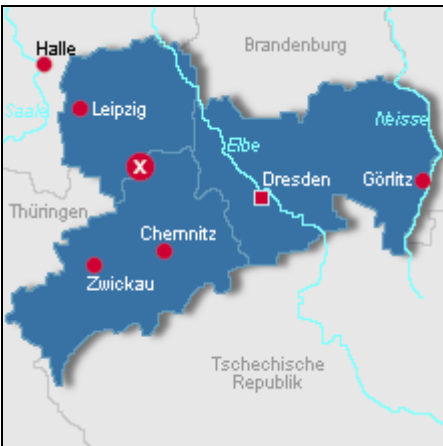 Halle
Brandenburg
Saale
Leipzig
Neisse
Elbe
X
Dresden
Görlitz
Thüringen
Chemnitz
Zwickau
Tschechische
Republik